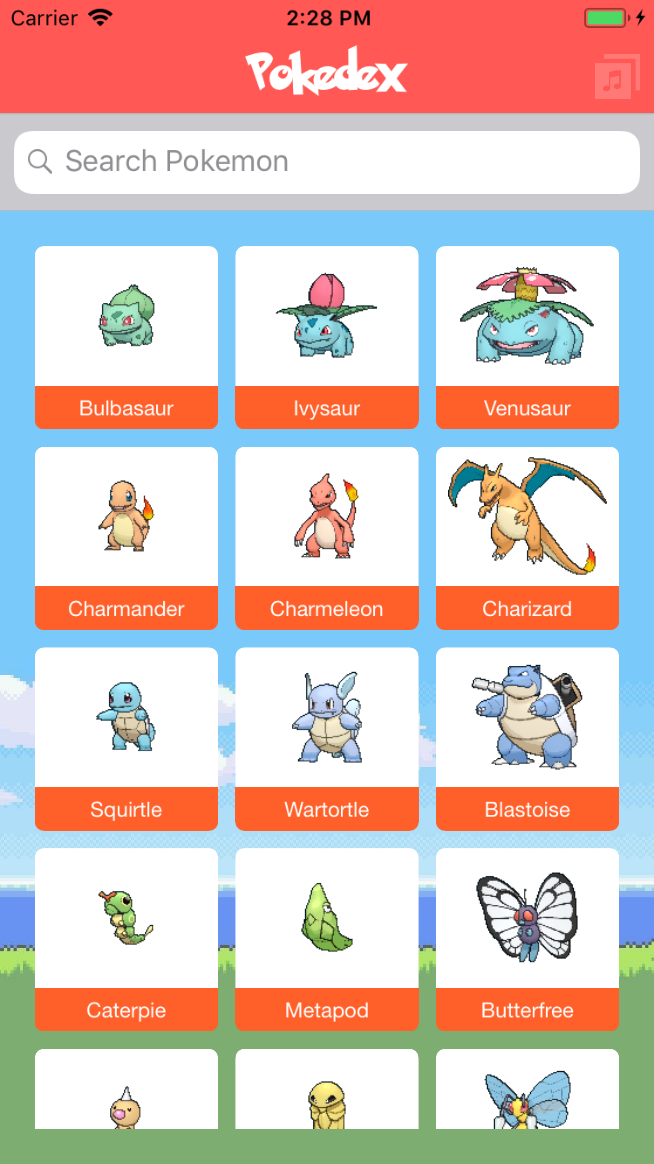 Carrier 2:28 PM
Pokedex
Search Pokemon
Bulbasaur Ivysaur Venusaur
Charmander Charmeleon Charizard
Squirtle Wartortle Blastoise
Caterpie Metapod Butterfree